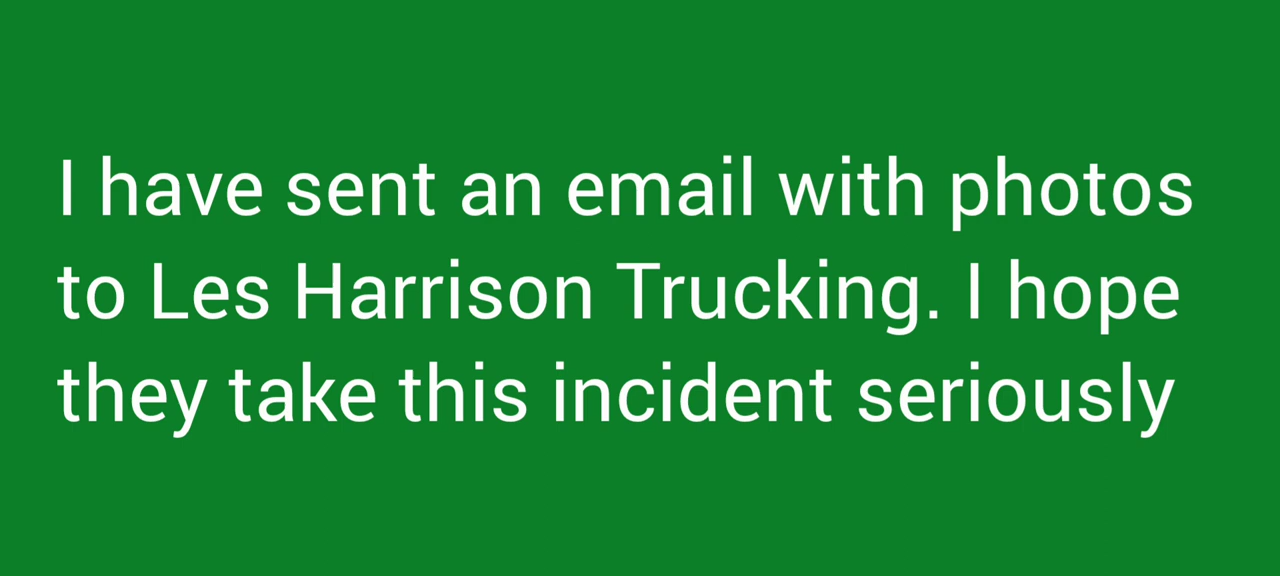 I have sent an email with photos
to Les Harrison Trucking. I hope
they take this incident seriously